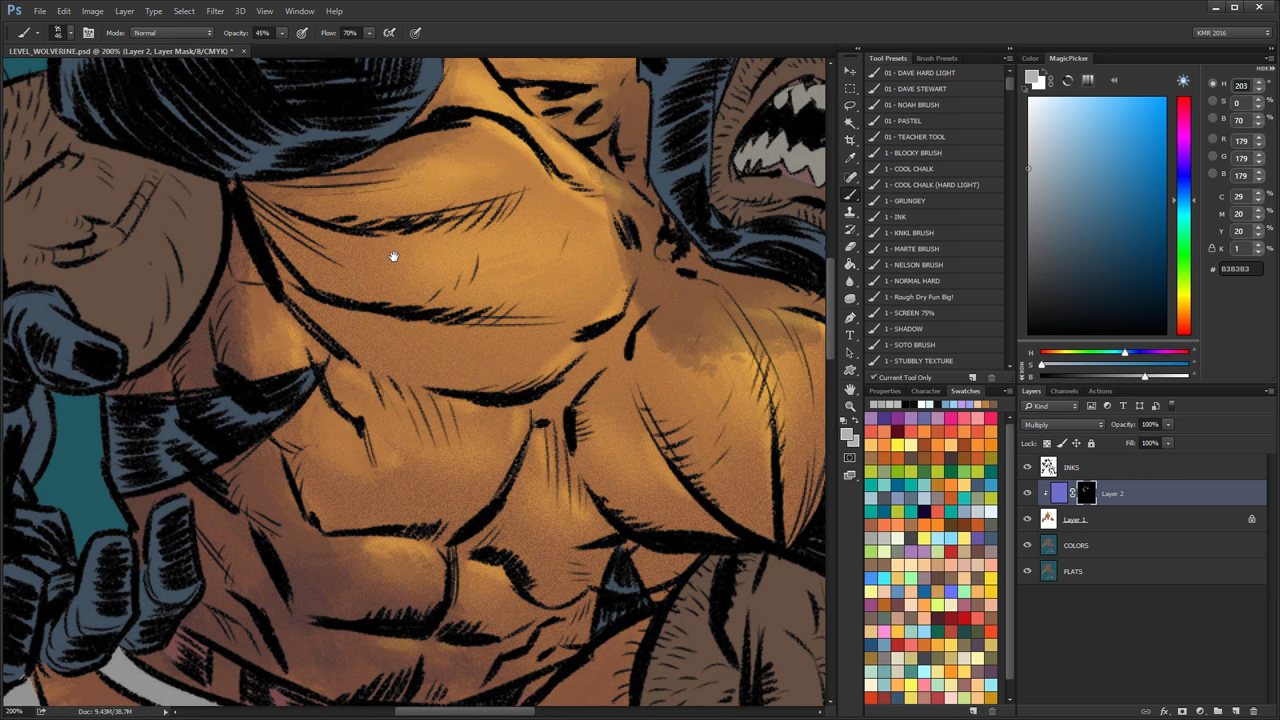 Ps File Edit Image Layer Type Select Filter 3D View Window Help
46 Mode: Normal Opacity: 45% Flow: 70% KMR 2016
LEVEL_WOLVERINE.psd @ 200% (Layer 2, Layer Mask/8/CMYK) * ×
Tool Presets Brush Presets
01 - DAVE HARD LIGHT
01 - DAVE STEWART
01 - NOAH BRUSH
01 - PASTEL
01 - TEACHER TOOL
1 - BLOCKY BRUSH
1 - COOL CHALK
1 - COOL CHALK (HARD LIGHT)
1 - GRUNGEY
1 - INK
1 - KNKL BRUSH
1 - MARTE BRUSH
1 - NELSON BRUSH
1 - NORMAL HARD
1 - Rough Dry Fun Big!
1 - SCREEN 75%
1 - SHADOW
1 - SOTO BRUSH
1 - STUBBLY TEXTURE
Current Tool Only
Color MagicPicker
HIDE
H 203 °
S 0 %
B 70 %
R 179
G 179
B 179
C 29 %
M 20 %
Y 20 %
K 1 %
# B3B3B3
H
S
B
Properties Character Swatches
Layers Channels Actions
Kind
Multiply Opacity: 100%
Lock: Fill: 100%
INKS
Layer 2
Layer 1
COLORS
FLATS
fx
200% Doc: 9.43M/38.7M